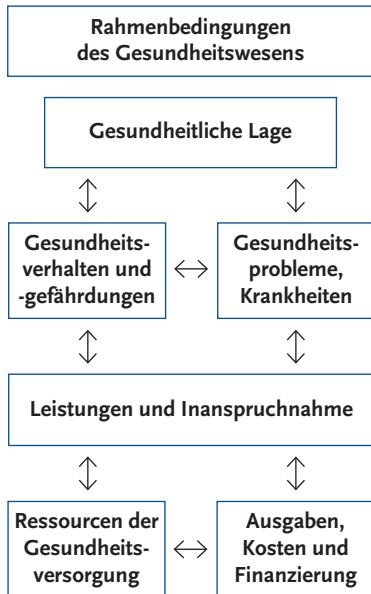 Rahmenbedingungen
des Gesundheitswesens
Gesundheitliche Lage
Gesundheits-
verhalten und
-gefährdungen
Gesundheits-
probleme,
Krankheiten
Leistungen und Inanspruchnahme
Ressourcen der
Gesundheits-
versorgung
Ausgaben,
Kosten und
Finanzierung